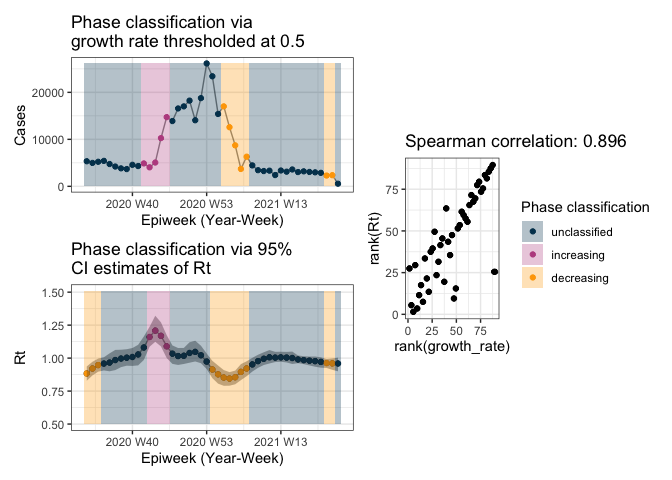 Phase classification via
growth rate thresholded at 0.5
Cases
20000
10000
0
2020 W40
2020 W53
2021 W13
Epiweek (Year-Week)
Phase classification via 95%
CI estimates of Rt
Rt
1.50
1.25
1.00
0.75
0.50
2020 W40
2020 W53
2021 W13
Epiweek (Year-Week)
Spearman correlation: 0.896
rank(Rt)
75
50
25
0
0
25
50
75
rank(growth_rate)
Phase classification
unclassified
increasing
decreasing